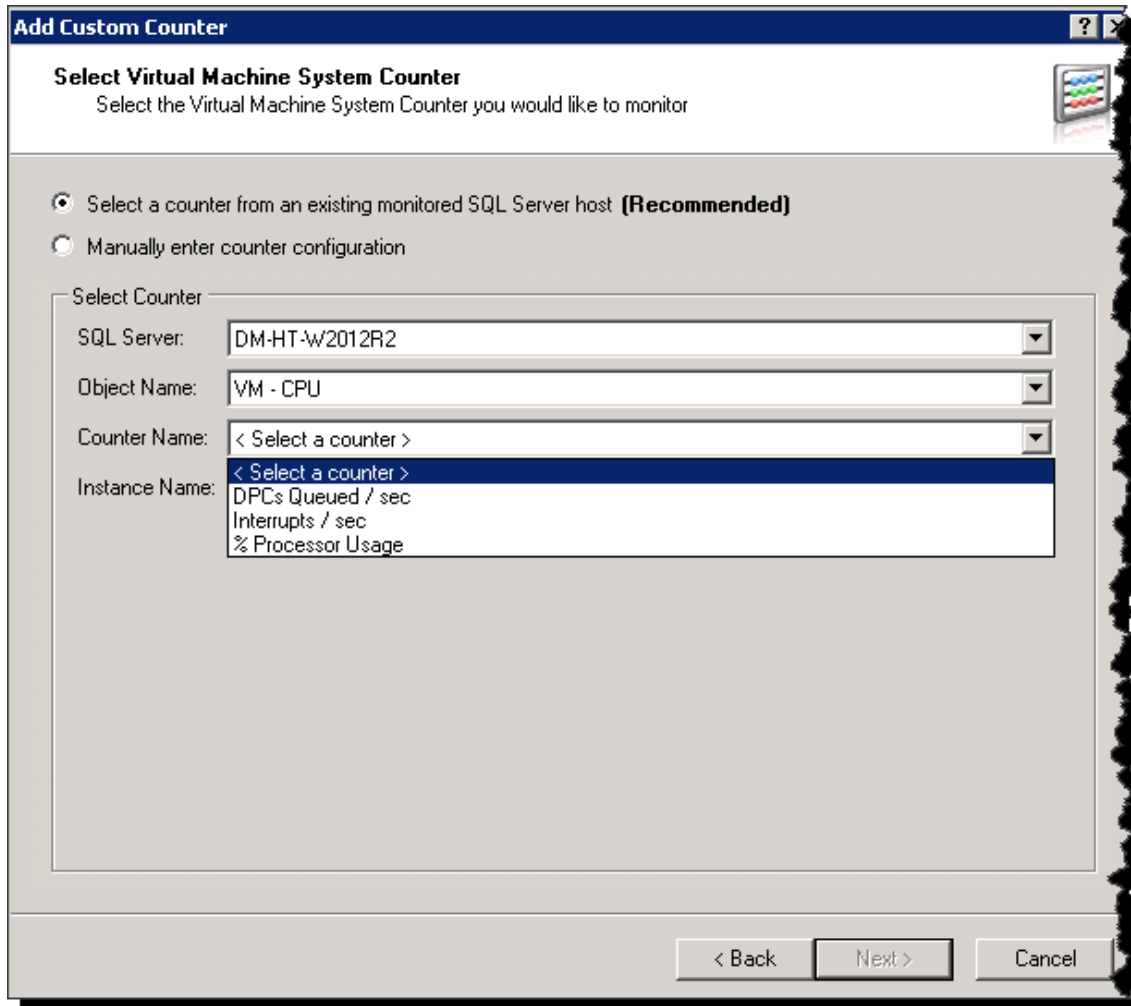 Add Custom Counter
?
Select Virtual Machine System Counter
Select the Virtual Machine System Counter you would like to monitor
Select a counter from an existing monitored SQL Server host (Recommended)
Manually enter counter configuration
Select Counter
SQL Server: DM-HT-W2012R2
Object Name: VM - CPU
Counter Name: < Select a counter >
< Select a counter >
Instance Name:
DPCs Queued / sec
Interrupts / sec
% Processor Usage
< Back Next > Cancel